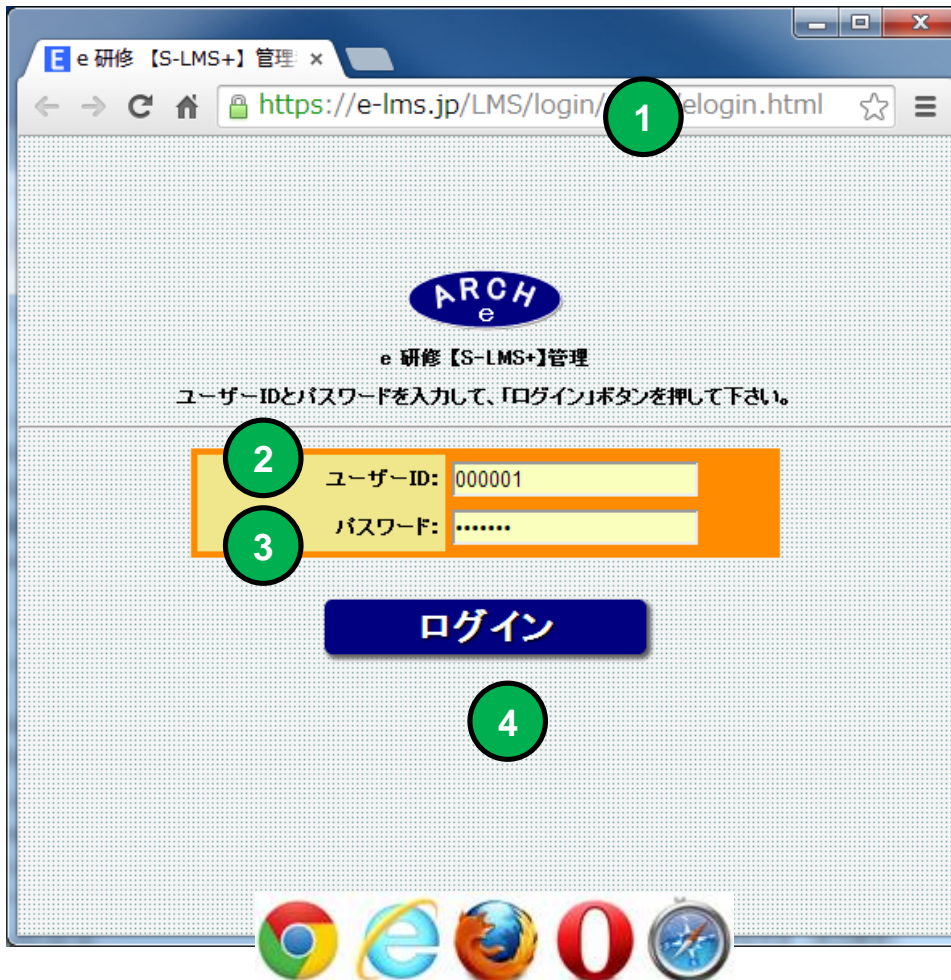 E e 研修 【S-LMS+】管理 ×
https://e-lms.jp/LMS/login/ elogin.html
1
ARCH
e
e 研修【S-LMS+】管理
ユーザーIDとパスワードを入力して、「ログイン」ボタンを押して下さい。
2
ユーザーID: 000001
パスワード: •••••••
3
ログイン
4